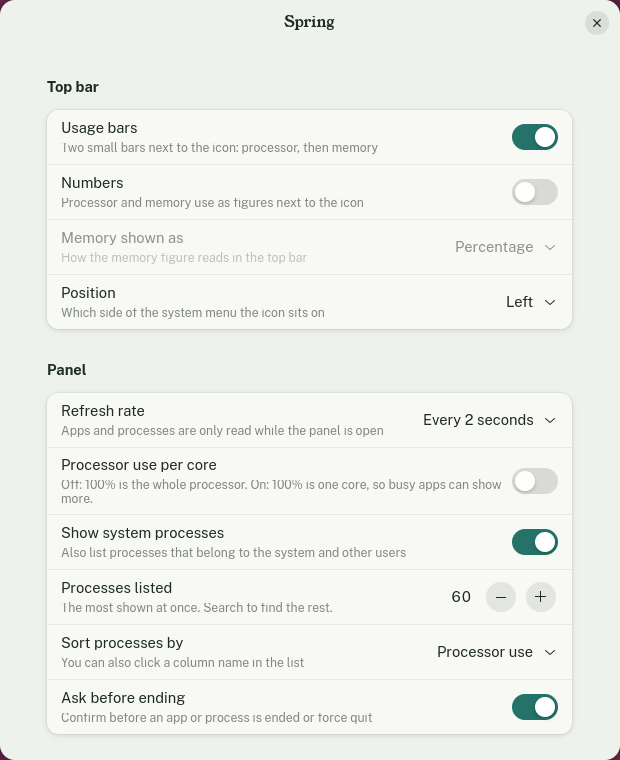 Spring
Top bar
Usage bars
Two small bars next to the icon: processor, then memory
Numbers
Processor and memory use as figures next to the icon
Memory shown as
Percentage
How the memory figure reads in the top bar
Position
Left
Which side of the system menu the icon sits on
Panel
Refresh rate
Every 2 seconds
Apps and processes are only read while the panel is open
Processor use per core
Off: 100% is the whole processor. On: 100% is one core, so busy apps can show
more.
Show system processes
Also list processes that belong to the system and other users
Processes listed
60
The most shown at once. Search to find the rest.
Sort processes by
Processor use
You can also click a column name in the list
Ask before ending
Confirm before an app or process is ended or force quit